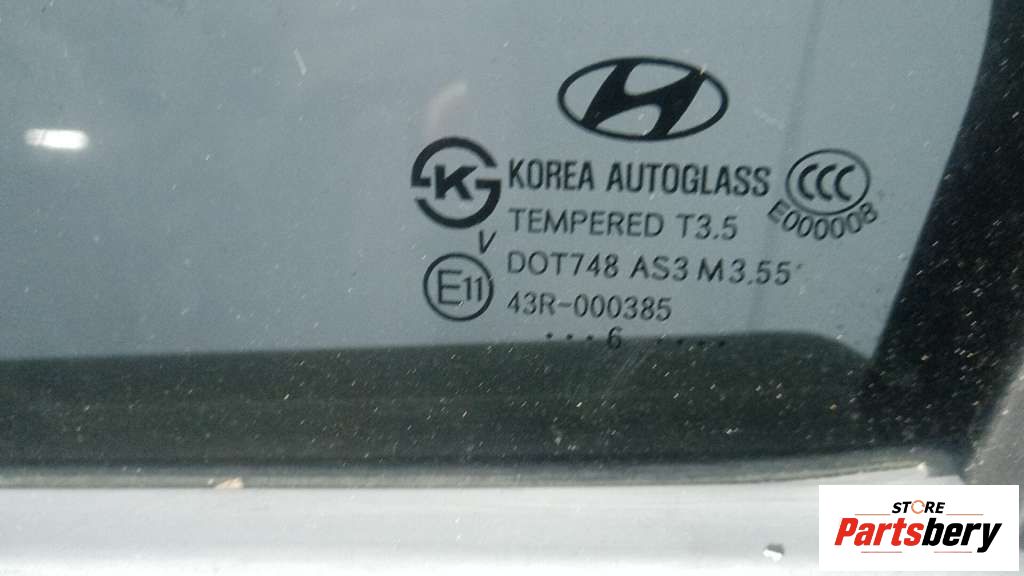 KOREA AUTOGLASS
CCC
E000008
K
TEMPERED T3.5
V
DOT748 AS3 M3.55
E11
43R-000385
...6 ....
STORE
Partsbery